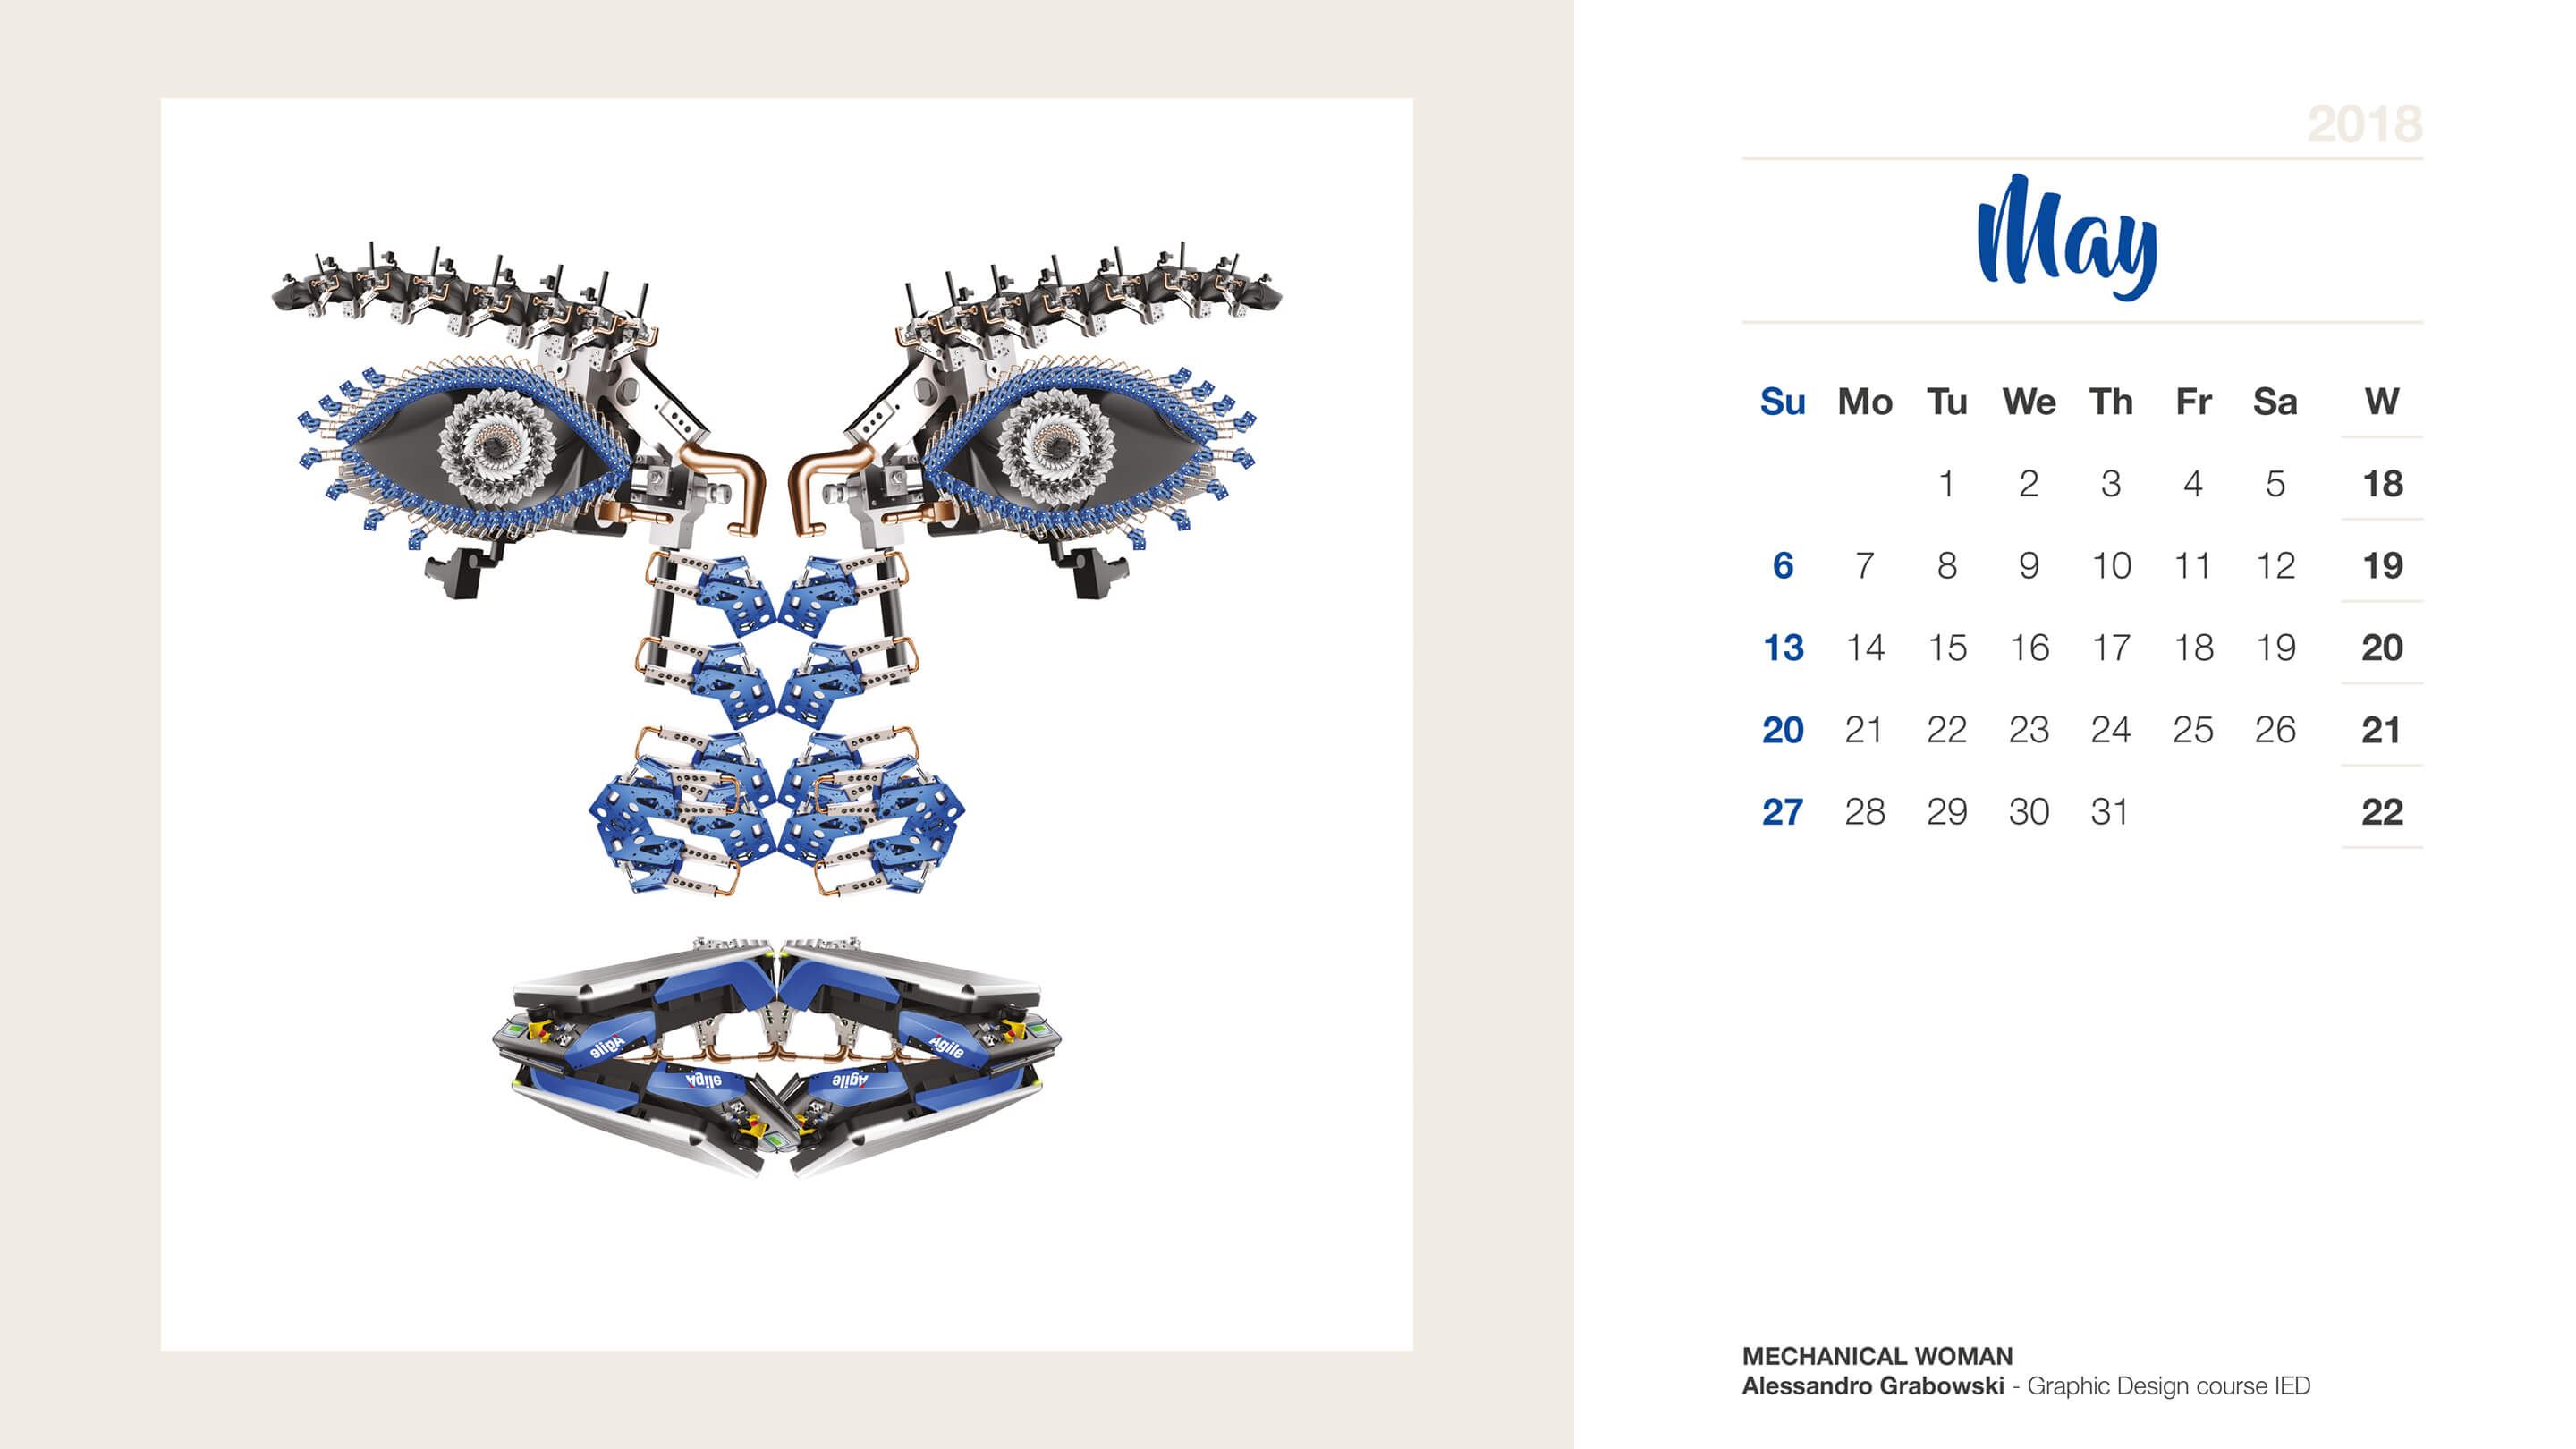 2018
May
Su Mo Tu We Th Fr Sa W
1 2 3 4 5 18
6 7 8 9 10 11 12 19
13 14 15 16 17 18 19 20
20 21 22 23 24 25 26 21
27 28 29 30 31 22
Agile Agile
Agile Agile
MECHANICAL WOMAN
Alessandro Grabowski - Graphic Design course IED